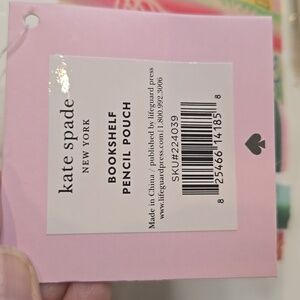 kate spade
NEW YORK
BOOKSHELF
PENCIL POUCH
Made in China / published by lifeguard press
www.lifeguardpress.com | 1.800.992.3006
SKU#224039
8 25466 14185 8